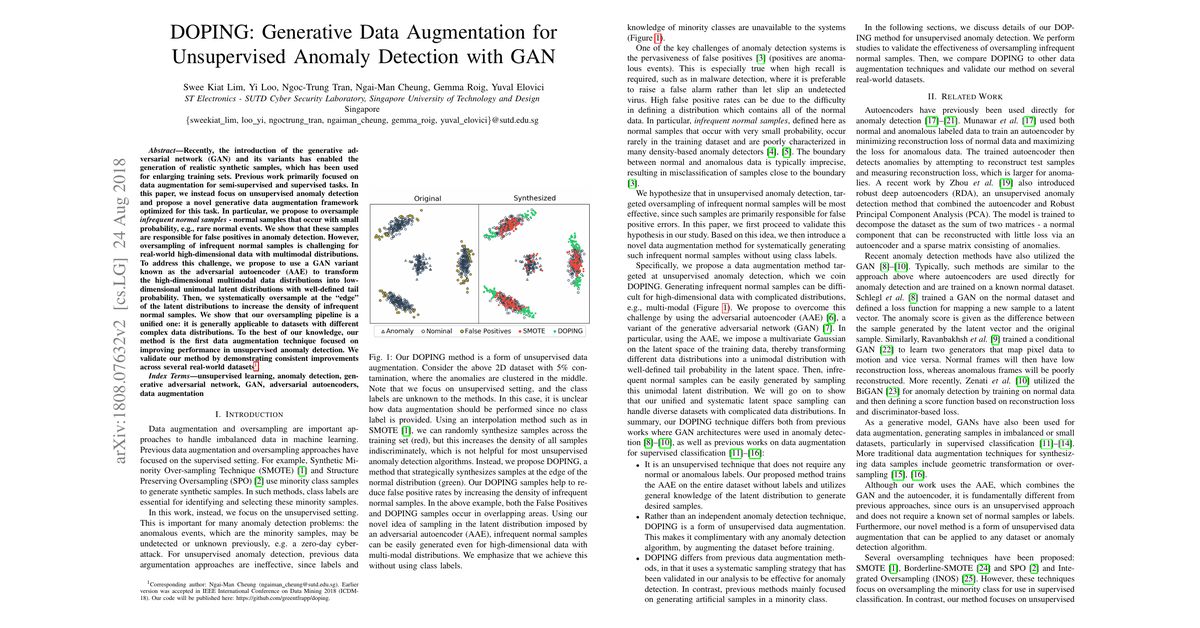 DOPING: Generative Data Augmentation for
Unsupervised Anomaly Detection with GAN
Swee Kiat Lim, Yi Loo, Ngoc-Trung Tran, Ngai-Man Cheung, Gemma Roig, Yuval Elovici
ST Electronics - SUTD Cyber Security Laboratory, Singapore University of Technology and Design
Singapore
{sweekiat_lim, loo_yi, ngoctrung_tran, ngaiman_cheung, gemma_roig, yuval_elovici}@sutd.edu.sg
arXiv:1808.07632v2 [cs.LG] 24 Aug 2018
Abstract—Recently, the introduction of the generative ad-
versarial network (GAN) and its variants has enabled the
generation of realistic synthetic samples, which has been used
for enlarging training sets. Previous work primarily focused on
data augmentation for semi-supervised and supervised tasks. In
this paper, we instead focus on unsupervised anomaly detection
and propose a novel generative data augmentation framework
optimized for this task. In particular, we propose to oversample
infrequent normal samples - normal samples that occur with small
probability, e.g., rare normal events. We show that these samples
are responsible for false positives in anomaly detection. However,
oversampling of infrequent normal samples is challenging for
real-world high-dimensional data with multimodal distributions.
To address this challenge, we propose to use a GAN variant
known as the adversarial autoencoder (AAE) to transform
the high-dimensional multimodal data distributions into low-
dimensional unimodal latent distributions with well-defined tail
probability. Then, we systematically oversample at the “edge”
of the latent distributions to increase the density of infrequent
normal samples. We show that our oversampling pipeline is a
unified one: it is generally applicable to datasets with different
complex data distributions. To the best of our knowledge, our
method is the first data augmentation technique focused on
improving performance in unsupervised anomaly detection. We
validate our method by demonstrating consistent improvements
across several real-world datasets1.
Index Terms—unsupervised learning, anomaly detection, gen-
erative adversarial network, GAN, adversarial autoencoders,
data augmentation
I. INTRODUCTION
Data augmentation and oversampling are important ap-
proaches to handle imbalanced data in machine learning.
Previous data augmentation and oversampling approaches have
focused on the supervised setting. For example, Synthetic Mi-
nority Over-sampling Technique (SMOTE) [1] and Structure
Preserving Oversampling (SPO) [2] use minority class samples
to generate synthetic samples. In such methods, class labels are
essential for identifying and selecting these minority samples.
In this work, instead, we focus on the unsupervised setting.
This is important for many anomaly detection problems: the
anomalous events, which are the minority samples, may be
undetected or unknown previously, e.g. a zero-day cyber-
attack. For unsupervised anomaly detection, previous data
augmentation approaches are ineffective, since labels and
1Corresponding author: Ngai-Man Cheung (ngaiman_cheung@sutd.edu.sg). Earlier
version was accepted in IEEE International Conference on Data Mining 2018 (ICDM-
18). Our code will be published here: https://github.com/greentfrapp/doping.
Original
Synthesized
Anomaly
Nominal
False Positives
SMOTE
DOPING
Fig. 1: Our DOPING method is a form of unsupervised data
augmentation. Consider the above 2D dataset with 5% con-
tamination, where the anomalies are clustered in the middle.
Note that we focus on unsupervised setting, and the class
labels are unknown to the methods. In this case, it is unclear
how data augmentation should be performed since no class
label is provided. Using an interpolation method such as in
SMOTE [1], we can randomly synthesize samples across the
training set (red), but this increases the density of all samples
indiscriminately, which is not helpful for most unsupervised
anomaly detection algorithms. Instead, we propose DOPING, a
method that strategically synthesizes samples at the edge of the
normal distribution (green). Our DOPING samples help to re-
duce false positive rates by increasing the density of infrequent
normal samples. In the above example, both the False Positives
and DOPING samples occur in overlapping areas. Using our
novel idea of sampling in the latent distribution imposed by
an adversarial autoencoder (AAE), infrequent normal samples
can be easily generated even for high-dimensional data with
multi-modal distributions. We emphasize that we achieve this
without using class labels.
knowledge of minority classes are unavailable to the systems
(Figure 1).
One of the key challenges of anomaly detection systems is
the pervasiveness of false positives [3] (positives are anoma-
lous events). This is especially true when high recall is
required, such as in malware detection, where it is preferable
to raise a false alarm rather than let slip an undetected
virus. High false positive rates can be due to the difficulty
in defining a distribution which contains all of the normal
data. In particular, infrequent normal samples, defined here as
normal samples that occur with very small probability, occur
rarely in the training dataset and are poorly characterized in
many density-based anomaly detectors [4], [5]. The boundary
between normal and anomalous data is typically imprecise,
resulting in misclassification of samples close to the boundary
[3].
We hypothesize that in unsupervised anomaly detection, tar-
geted oversampling of infrequent normal samples will be most
effective, since such samples are primarily responsible for false
positive errors. In this paper, we first proceed to validate this
hypothesis in our study. Based on this idea, we then introduce a
novel data augmentation method for systematically generating
such infrequent normal samples without using class labels.
Specifically, we propose a data augmentation method tar-
geted at unsupervised anomaly detection, which we coin
DOPING. Generating infrequent normal samples can be diffi-
cult for high-dimensional data with complicated distributions,
e.g., multi-modal (Figure 1). We propose to overcome this
challenge by using the adversarial autoencoder (AAE) [6], a
variant of the generative adversarial network (GAN) [7]. In
particular, using the AAE, we impose a multivariate Gaussian
on the latent space of the training data, thereby transforming
different data distributions into a unimodal distribution with
well-defined tail probability in the latent space. Then, infre-
quent normal samples can be easily generated by sampling
this unimodal latent distribution. We will go on to show
that our unified and systematic latent space sampling can
handle diverse datasets with complicated data distributions. In
summary, our DOPING technique differs both from previous
works where GAN architectures were used in anomaly detec-
tion [8]–[10], as well as previous works on data augmentation
for supervised classification [11]–[16]:
• It is an unsupervised technique that does not require any
normal or anomalous labels. Our proposed method trains
the AAE on the entire dataset without labels and utilizes
general knowledge of the latent distribution to generate
desired samples.
• Rather than an independent anomaly detection technique,
DOPING is a form of unsupervised data augmentation.
This makes it complimentary with any anomaly detection
algorithm, by augmenting the dataset before training.
• DOPING differs from previous data augmentation meth-
ods, in that it uses a systematic sampling strategy that
has been validated in our analysis to be effective for anomaly
detection. In contrast, previous methods mainly focused
on generating artificial samples in a minority class.
In the following sections, we discuss details of our DOP-
ING method for unsupervised anomaly detection. We perform
studies to validate the effectiveness of oversampling infrequent
normal samples. Then, we compare DOPING to other data
augmentation techniques and validate our method on several
real-world datasets.
II. RELATED WORK
Autoencoders have previously been used directly for
anomaly detection [17]–[21]. Munawar et al. [17] used both
normal and anomalous labeled data to train an autoencoder by
minimizing reconstruction loss of normal data and maximizing
the loss for anomalous data. The trained autoencoder then
detects anomalies by attempting to reconstruct test samples
and measuring reconstruction loss, which is larger for anoma-
lies. A recent work by Zhou et al. [19] also introduced
robust deep autoencoders (RDA), an unsupervised anomaly
detection method that combined the autoencoder and Robust
Principal Component Analysis (PCA). The model is trained to
decompose the dataset as the sum of two matrices - a normal
component that can be reconstructed with little loss via an
autoencoder and a sparse matrix consisting of anomalies.
Recent anomaly detection methods have also utilized the
GAN [8]–[10]. Typically, such methods are similar to the
approach above where autoencoders are used directly for
anomaly detection and are trained on a known normal dataset.
Schlegl et al. [8] trained a GAN on the normal dataset and
defined a loss function for mapping a new sample to a latent
vector. The anomaly score is given as the difference between
the sample generated by the latent vector and the original
sample. Similarly, Ravanbakhsh et al. [9] trained a conditional
GAN [22] to learn two generators that map pixel data to
motion and vice versa. Normal frames will then have low
reconstruction loss, whereas anomalous frames will be poorly
reconstructed. More recently, Zenati et al. [10] utilized the
BiGAN [23] for anomaly detection by training on normal data
and then defining a score function based on reconstruction loss
and discriminator-based loss.
As a generative model, GANs have also been used for
data augmentation, generating samples in imbalanced or small
datasets, particularly in supervised classification [11]–[14].
More traditional data augmentation techniques for synthesiz-
ing data samples include geometric transformation or over-
sampling [15], [16].
Although our work uses the AAE, which combines the
GAN and the autoencoder, it is fundamentally different from
previous approaches, since ours is an unsupervised approach
and does not require a known set of normal samples or labels.
Furthermore, our novel method is a form of unsupervised data
augmentation that can be applied to any dataset or anomaly
detection algorithm.
Several oversampling techniques have been proposed:
SMOTE [1], Borderline-SMOTE [24] and SPO [2] and Inte-
grated Oversampling (INOS) [25]. However, these techniques
focus on oversampling the minority class for use in supervised
classification. In contrast, our method focuses on unsupervised